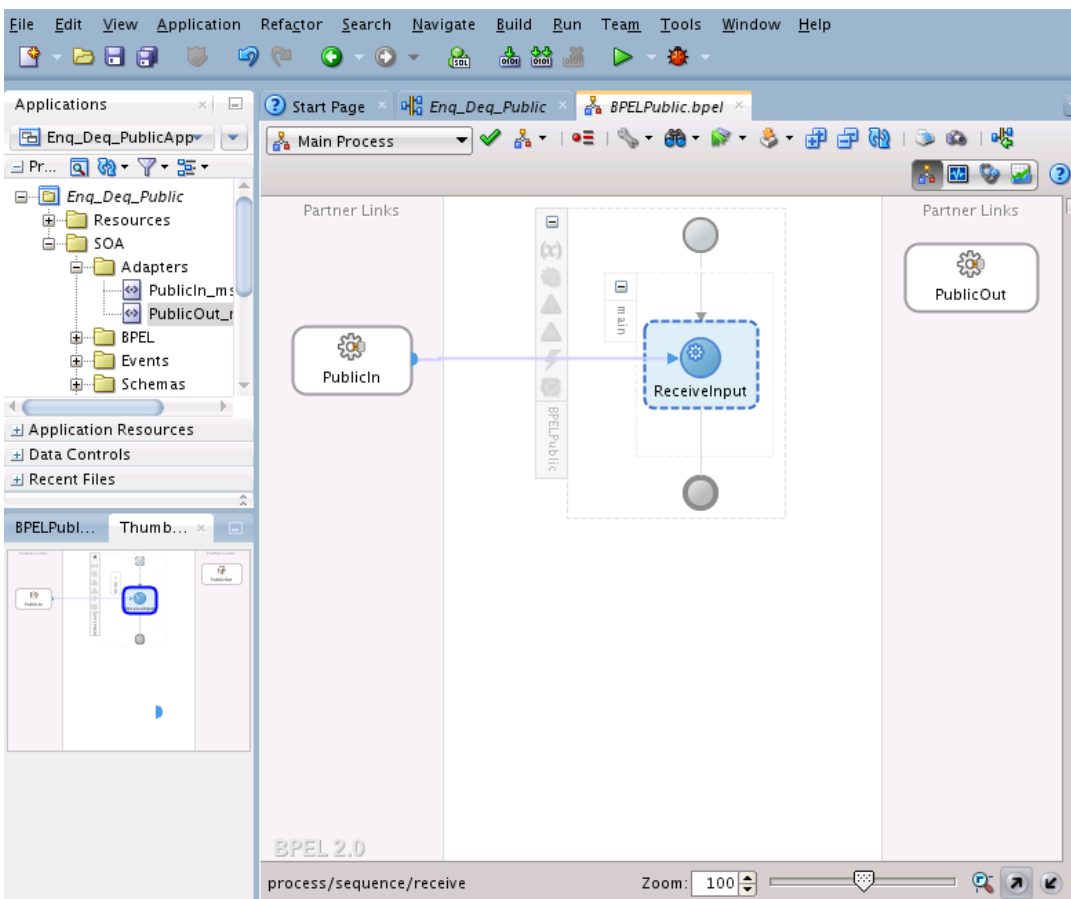 File Edit View Application Refactor Search Navigate Build Run Team Tools Window Help
Applications
Start Page
Enq_Deq_Public
BPELPublic.bpel
Enq_Deq_PublicApp
Main Process
Pr...
Enq_Deq_Public
Resources
SOA
Adapters
PublicIn_ms
PublicOut_
BPEL
Events
Schemas
Application Resources
Data Controls
Recent Files
BPELPubl...
Thumb...
Partner Links
Partner Links
(x)
main
PublicIn
ReceiveInput
PublicOut
BPELPublic
BPEL 2.0
process/sequence/receive
Zoom: 100